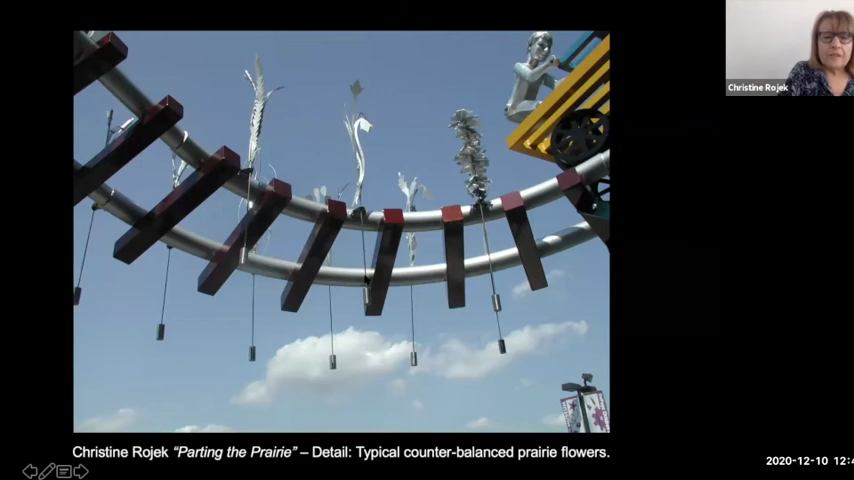 Christine Rojek
Christine Rojek “Parting the Prairie” – Detail: Typical counter-balanced prairie flowers.
2020-12-10 12:4